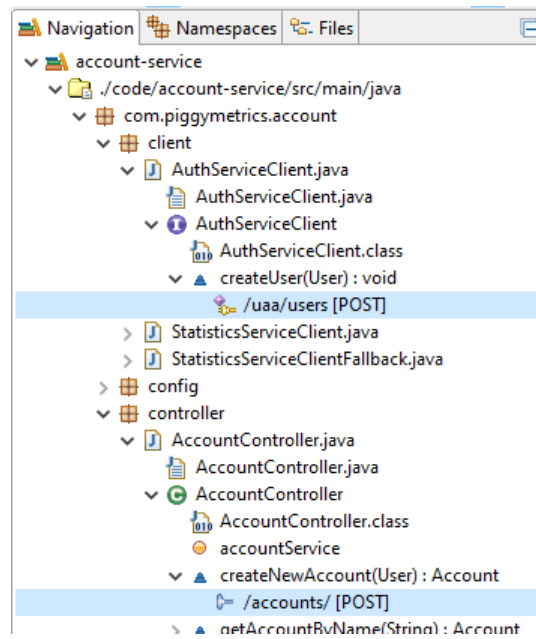 Navigation Namespaces Files
account-service
./code/account-service/src/main/java
com.piggymetrics.account
client
AuthServiceClient.java
AuthServiceClient.java
AuthServiceClient
AuthServiceClient.class
createUser(User) : void
/uaa/users [POST]
StatisticsServiceClient.java
StatisticsServiceClientFallback.java
config
controller
AccountController.java
AccountController.java
AccountController
AccountController.class
accountService
createNewAccount(User) : Account
/accounts/ [POST]
getAccountByName(String) : Account